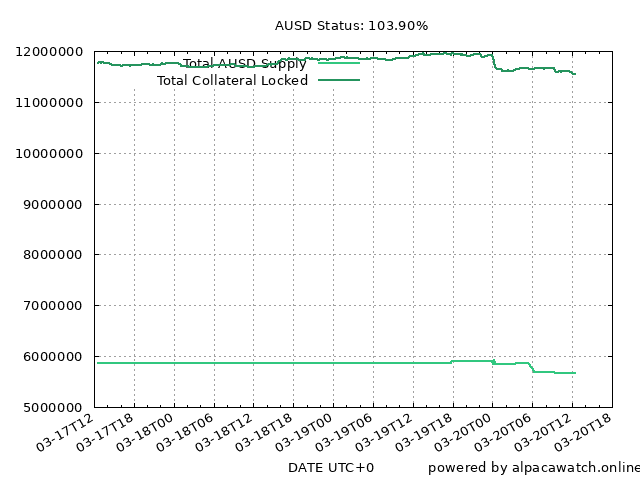 AUSD Status: 103.90%
12000000
11000000
10000000
9000000
8000000
7000000
6000000
5000000
Total AUSD Supply
Total Collateral Locked
03-17T12
03-17T18
03-18T00
03-18T06
03-18T12
03-18T18
03-19T00
03-19T06
03-19T12
03-19T18
03-20T00
03-20T06
03-20T12
03-20T18
DATE UTC+0
powered by alpacawatch.online